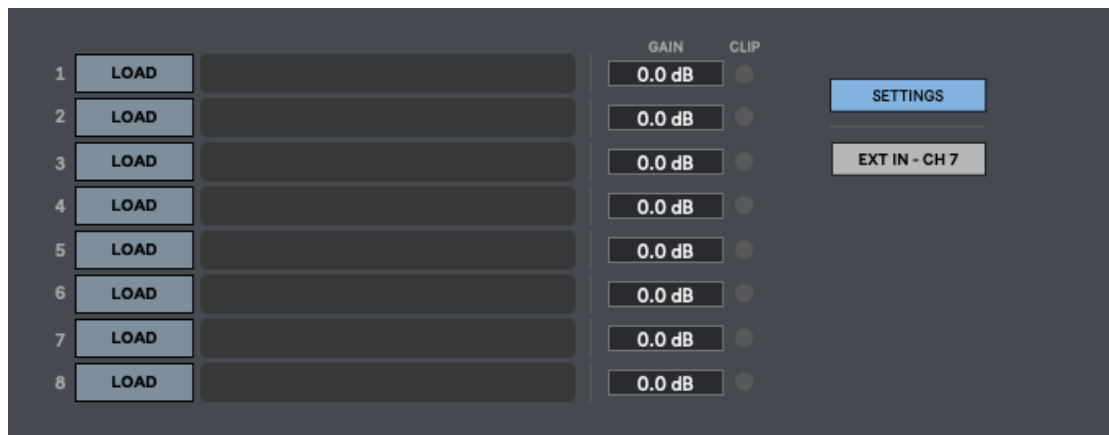 GAIN CLIP
1 LOAD 0.0 dB
SETTINGS
2 LOAD 0.0 dB
3 LOAD 0.0 dB
EXT IN - CH 7
4 LOAD 0.0 dB
5 LOAD 0.0 dB
6 LOAD 0.0 dB
7 LOAD 0.0 dB
8 LOAD 0.0 dB